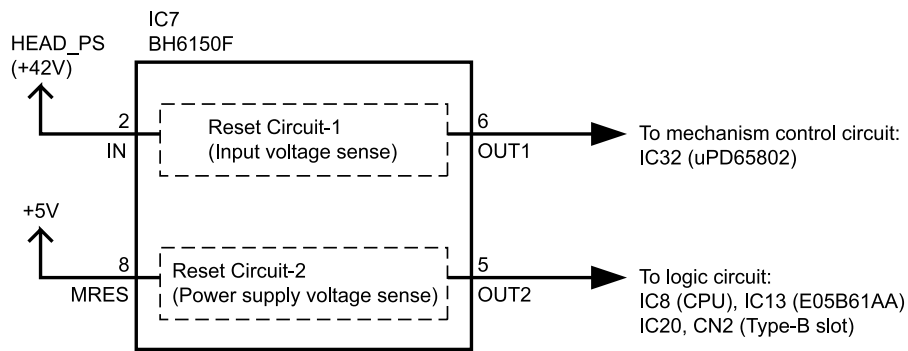 IC7
BH6150F
HEAD_PS
(+42V)
2
IN
Reset Circuit-1
(Input voltage sense)
6
OUT1
To mechanism control circuit:
IC32 (uPD65802)
+5V
8
MRES
Reset Circuit-2
(Power supply voltage sense)
5
OUT2
To logic circuit:
IC8 (CPU), IC13 (E05B61AA)
IC20, CN2 (Type-B slot)